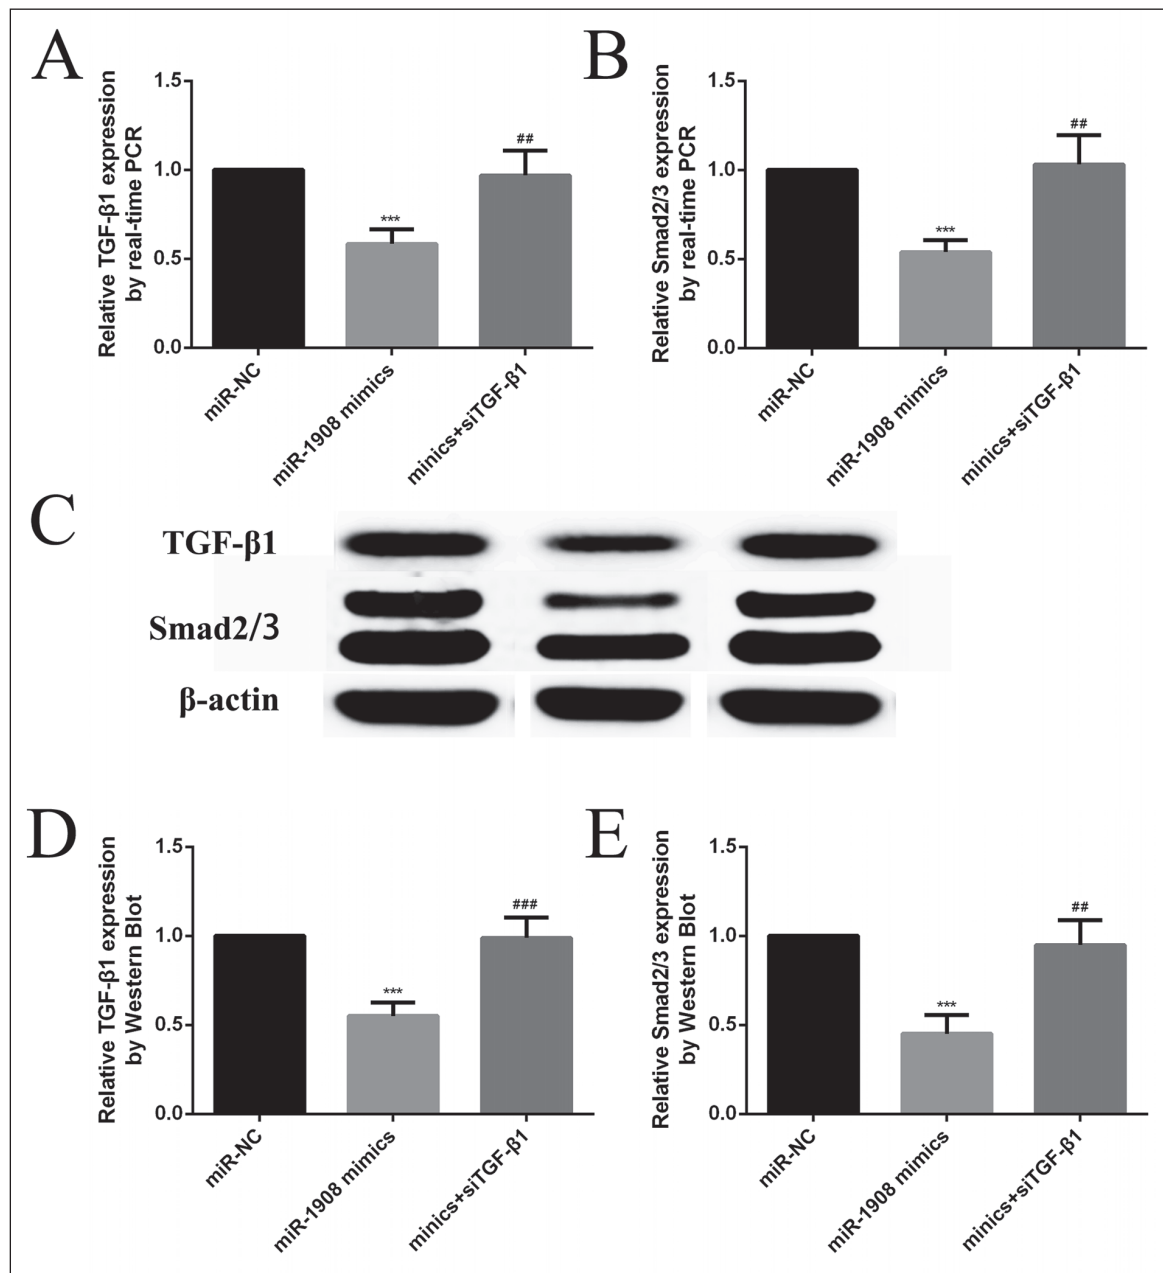 A
Relative TGF-β1 expression
by real-time PCR
1.5
1.0
0.5
0.0
***
##
miR-NC
miR-1908 mimics
minics+siTGF-β1
B
Relative Smad2/3 expression
by real-time PCR
1.5
1.0
0.5
0.0
***
##
miR-NC
miR-1908 mimics
minics+siTGF-β1
C
TGF-β1
Smad2/3
β-actin
D
Relative TGF-β1 expression
by Western Blot
1.5
1.0
0.5
0.0
***
###
miR-NC
miR-1908 mimics
minics+siTGF-β1
E
Relative Smad2/3 expression
by Western Blot
1.5
1.0
0.5
0.0
***
##
miR-NC
miR-1908 mimics
minics+siTGF-β1